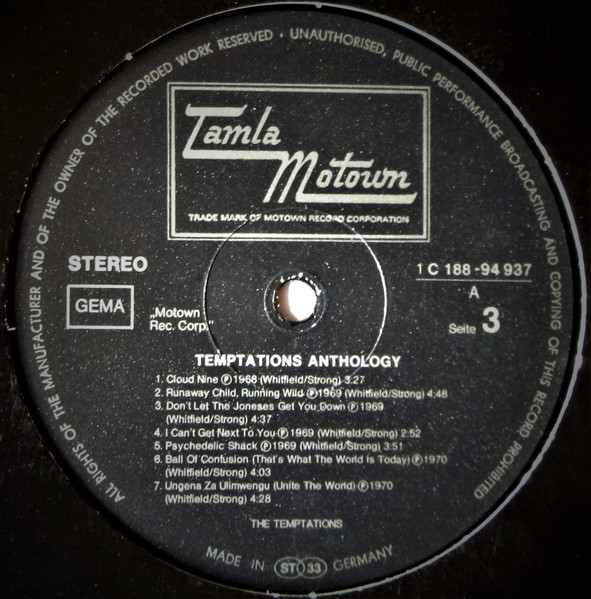 ALL RIGHTS OF THE MANUFACTURER AND OF THE OWNER OF THE RECORDED WORK RESERVED · UNAUTHORISED, PUBLIC PERFORMANCE BROADCASTING AND COPYING OF THIS RECORD PROHIBITED
Tamla
Motown
TRADE MARK OF MOTOWN RECORD CORPORATION
STEREO
1 C 188-94 937
GEMA
A
„Motown
Rec. Corp."
Seite 3
TEMPTATIONS ANTHOLOGY
1. Cloud Nine ℗ 1968 (Whitfield/Strong) 3:27
2. Runaway Child, Running Wild ℗ 1969 (Whitfield/Strong) 4:48
3. Don't Let The Joneses Get You Down ℗ 1969
(Whitfield/Strong) 4:37
4. I Can't Get Next To You ℗ 1969 (Whitfield/Strong) 2:52
5. Psychedelic Shack ℗ 1969 (Whitfield/Strong) 3:51
6. Ball Of Confusion (That's What The World Is Today) ℗ 1970
(Whitfield/Strong) 4:03
7. Ungena Za Ulimwengu (Unite The World) ℗ 1970
(Whitfield/Strong) 4:28
THE TEMPTATIONS
MADE IN ST 33 GERMANY